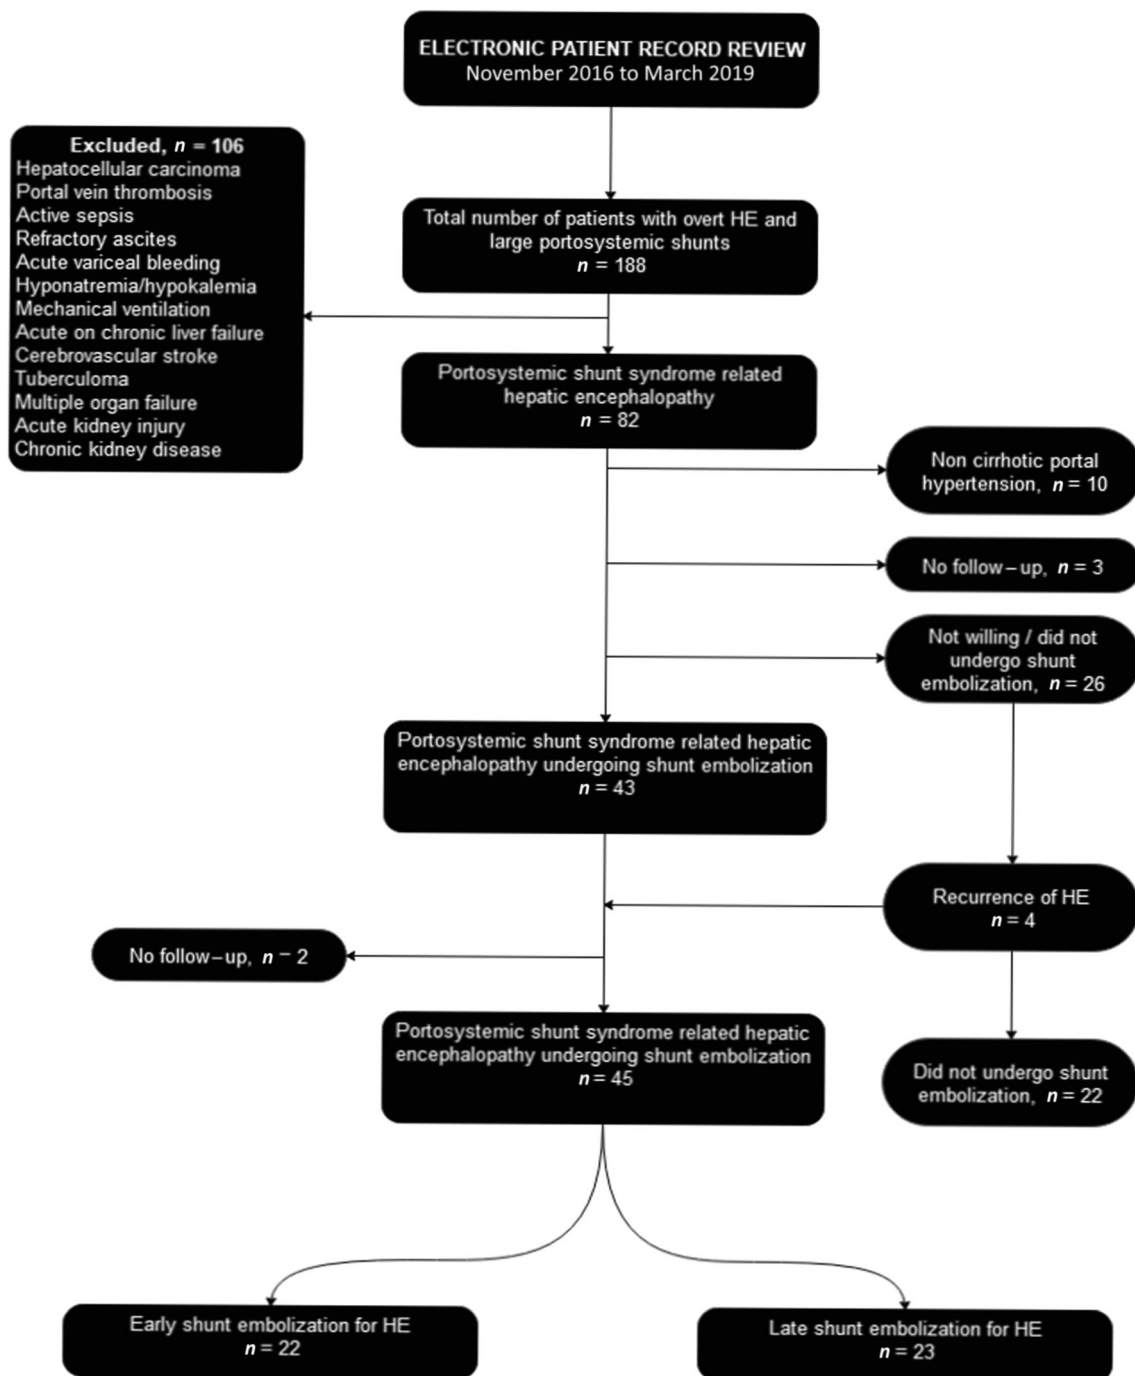 ELECTRONIC PATIENT RECORD REVIEW
November 2016 to March 2019
Excluded, n = 106
Hepatocellular carcinoma
Portal vein thrombosis
Active sepsis
Refractory ascites
Acute variceal bleeding
Hyponatremia/hypokalemia
Mechanical ventilation
Acute on chronic liver failure
Cerebrovascular stroke
Tuberculoma
Multiple organ failure
Acute kidney injury
Chronic kidney disease
Total number of patients with overt HE and
large portosystemic shunts
n = 188
Portosystemic shunt syndrome related
hepatic encephalopathy
n = 82
Non cirrhotic portal
hypertension, n = 10
No follow–up, n = 3
Not willing / did not
undergo shunt
embolization, n = 26
Portosystemic shunt syndrome related hepatic
encephalopathy undergoing shunt embolization
n = 43
Recurrence of HE
n = 4
No follow–up, n = 2
Portosystemic shunt syndrome related hepatic
encephalopathy undergoing shunt embolization
n = 45
Did not undergo shunt
embolization, n = 22
Early shunt embolization for HE
n = 22
Late shunt embolization for HE
n = 23